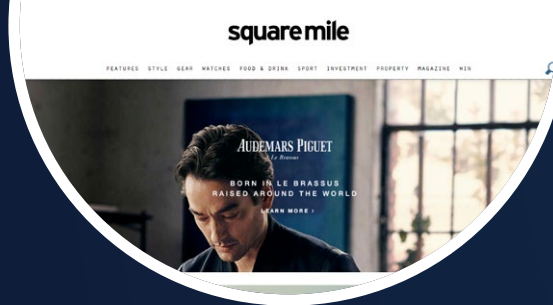 square mile
FEATURES STYLE GEAR WATCHES FOOD & DRINK SPORT INVESTMENT PROPERTY MAGAZINE WIN
AUDEMARS PIGUET
Le Brassus
BORN IN LE BRASSUS
RAISED AROUND THE WORLD
LEARN MORE ›